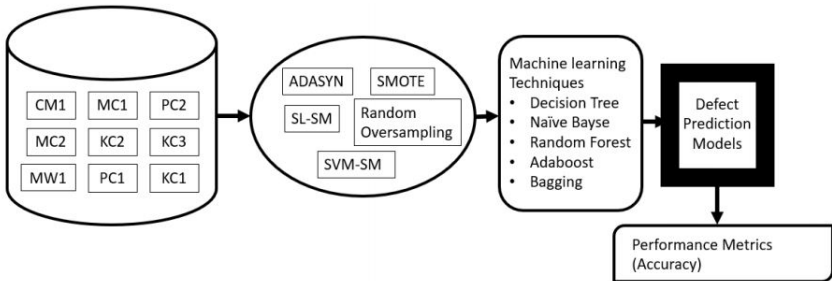 CM1 MC1 PC2
MC2 KC2 KC3
MW1 PC1 KC1
ADASYN SMOTE
SL-SM
Random
Oversampling
SVM-SM
Machine learning
Techniques
• Decision Tree
• Naïve Bayse
• Random Forest
• Adaboost
• Bagging
Defect
Prediction
Models
Performance Metrics
(Accuracy)